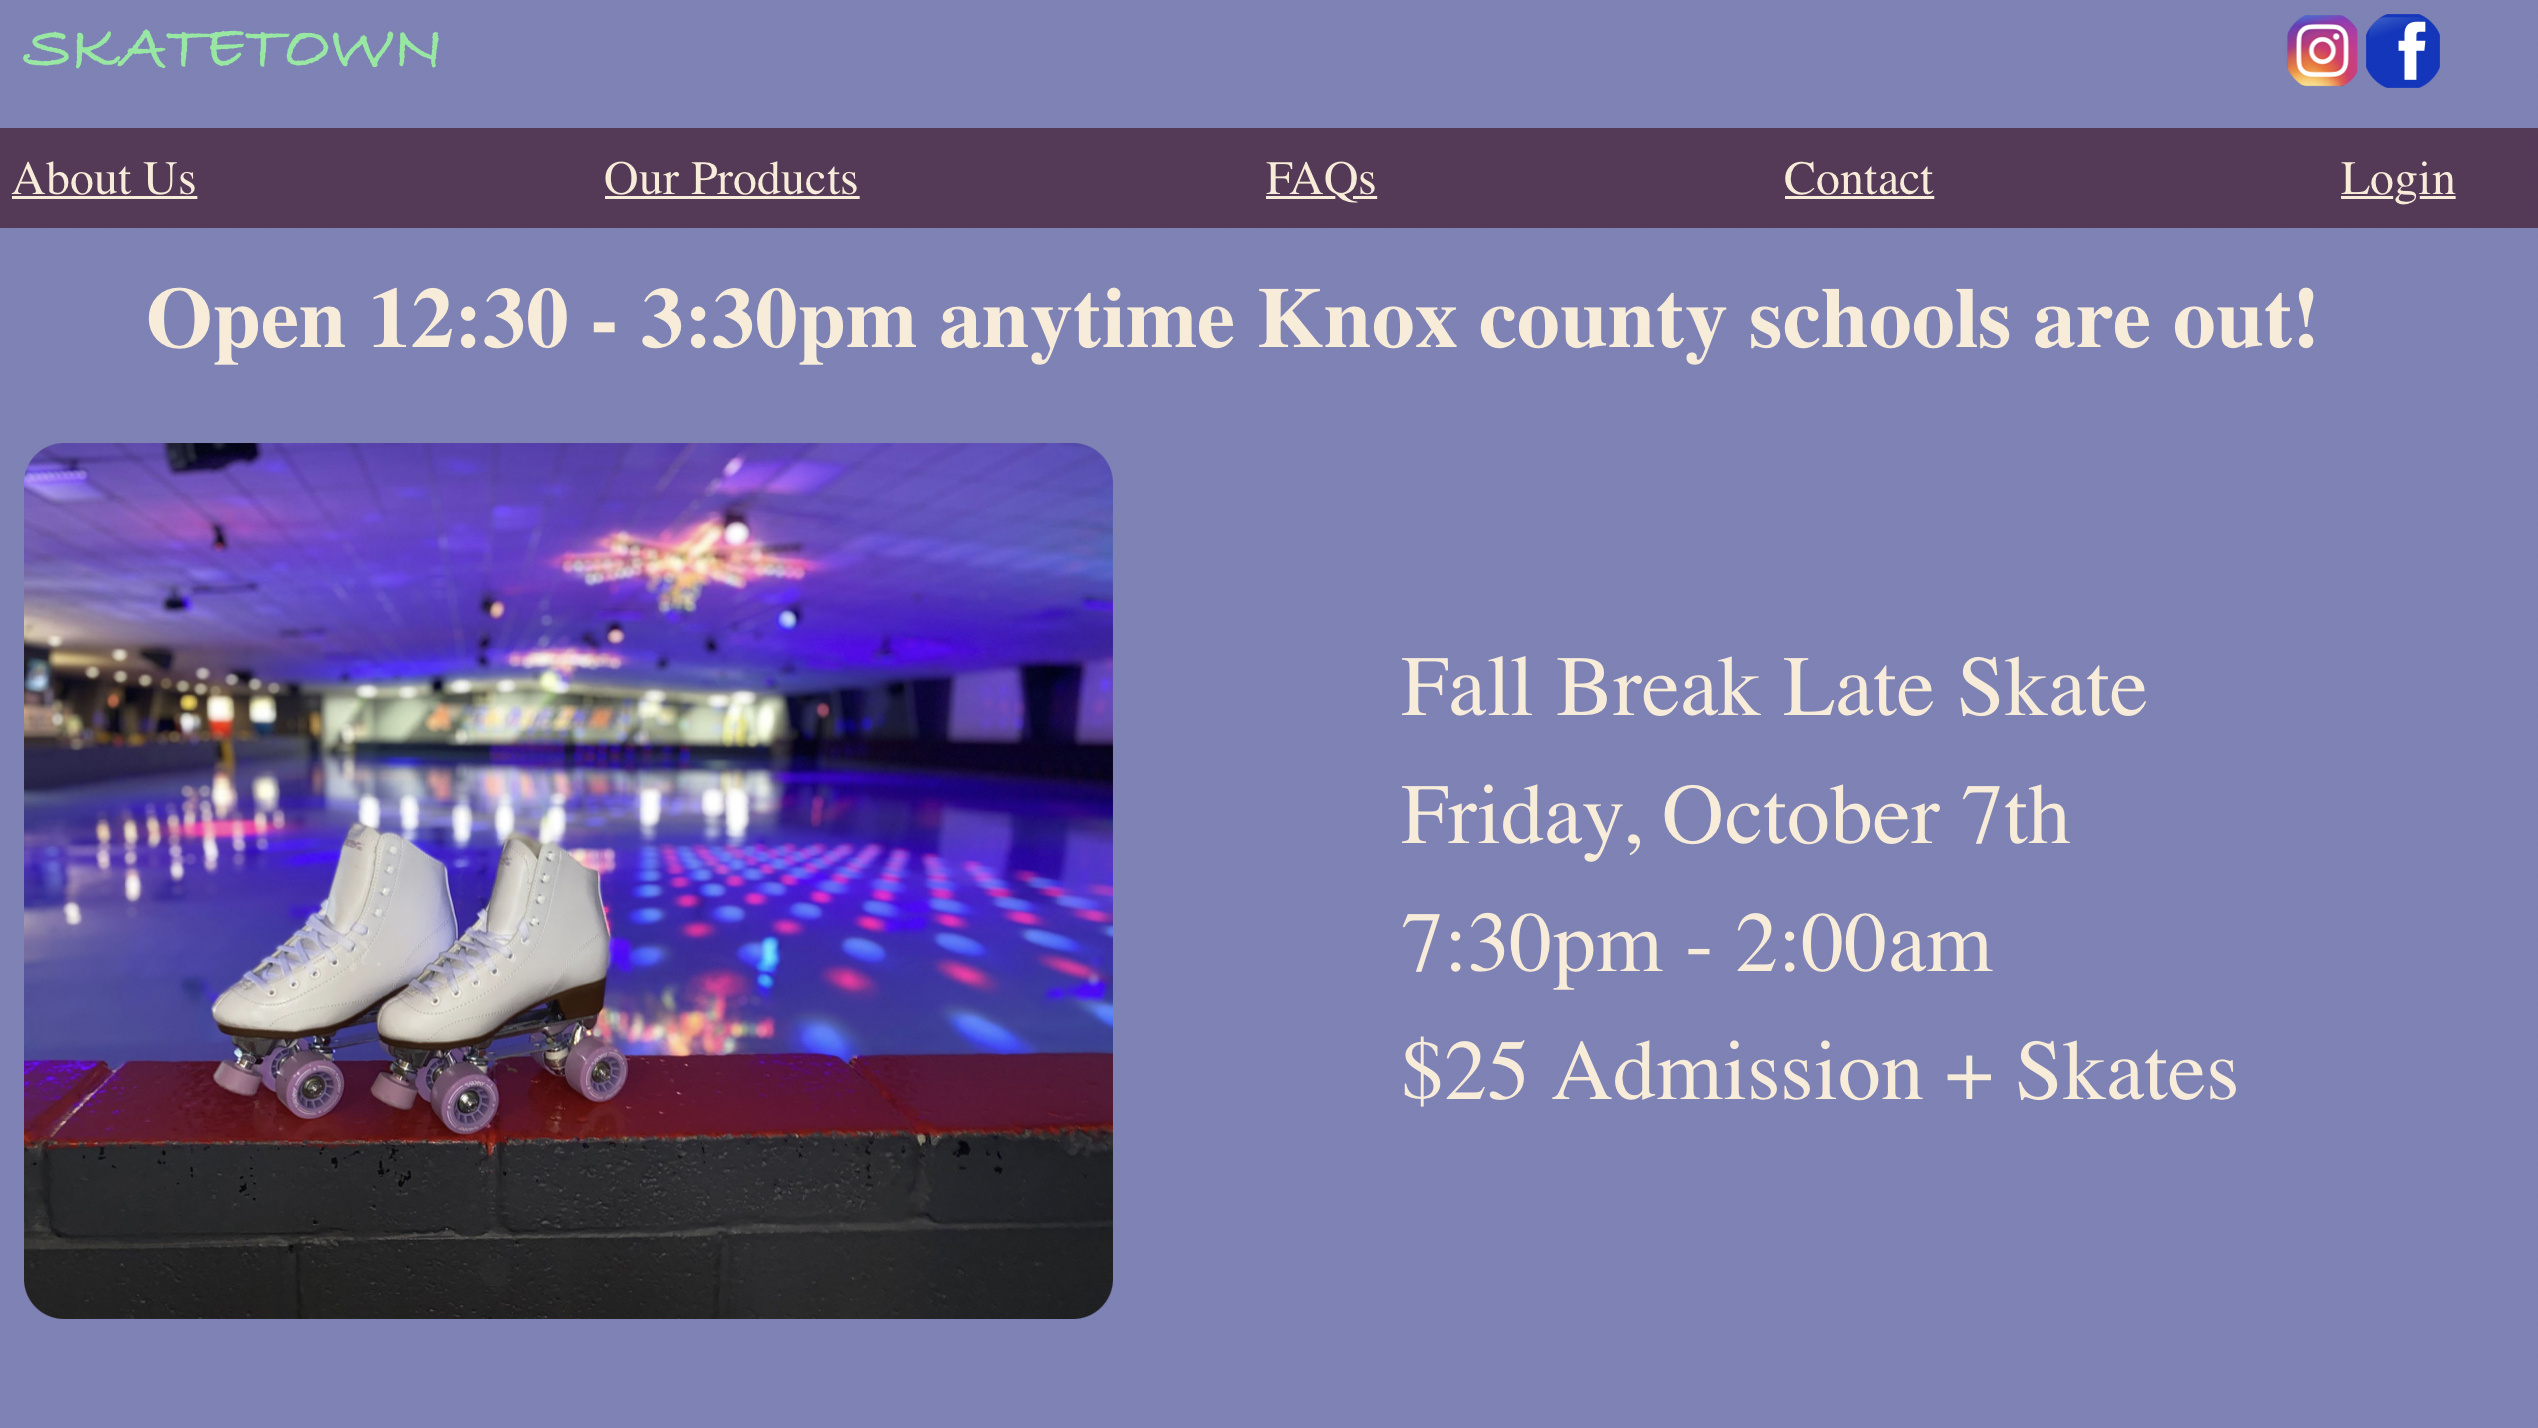 SKATETOWN
About Us
Our Products
FAQs
Contact
Login
Open 12:30 - 3:30pm anytime Knox county schools are out!
Fall Break Late Skate
Friday, October 7th
7:30pm - 2:00am
$25 Admission + Skates